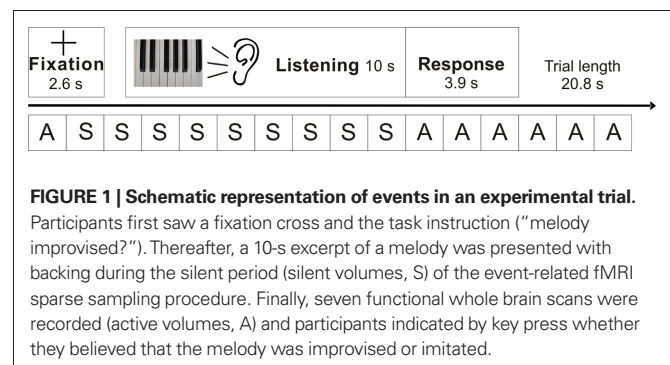 Fixation
2.6 s
Listening 10 s
Response
3.9 s
Trial length
20.8 s
A S S S S S S S S S A A A A A A
FIGURE 1 | Schematic representation of events in an experimental trial.
Participants first saw a fixation cross and the task instruction (“melody
improvised?”). Thereafter, a 10-s excerpt of a melody was presented with
backing during the silent period (silent volumes, S) of the event-related fMRI
sparse sampling procedure. Finally, seven functional whole brain scans were
recorded (active volumes, A) and participants indicated by key press whether
they believed that the melody was improvised or imitated.